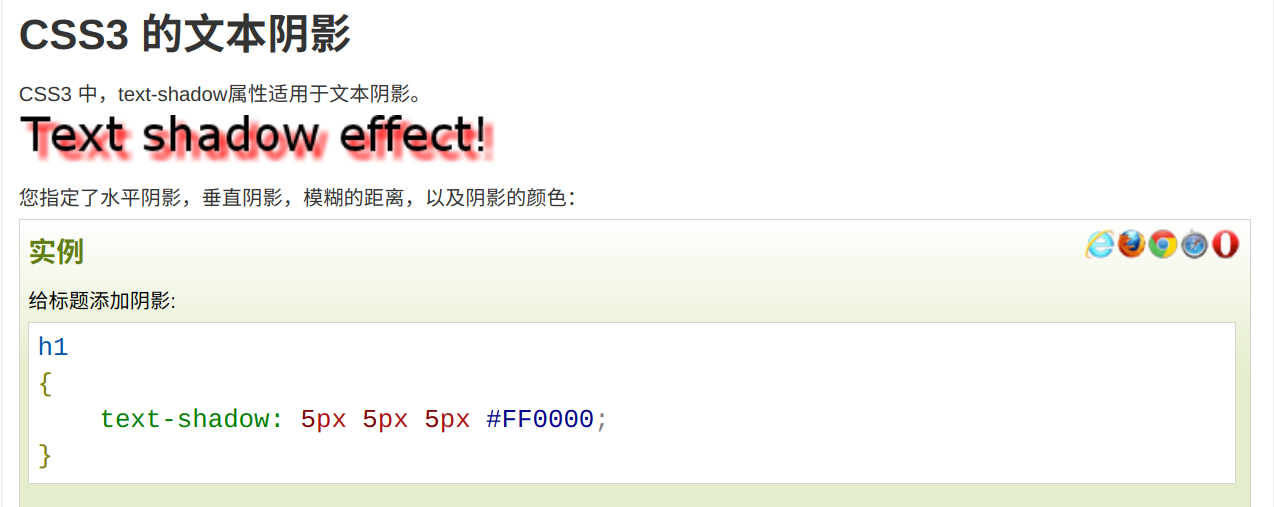 CSS3 的文本阴影
CSS3 中，text-shadow属性适用于文本阴影。
Text shadow effect!
您指定了水平阴影，垂直阴影，模糊的距离，以及阴影的颜色：
实例
给标题添加阴影:
h1
{
    text-shadow: 5px 5px 5px #FF0000;
}